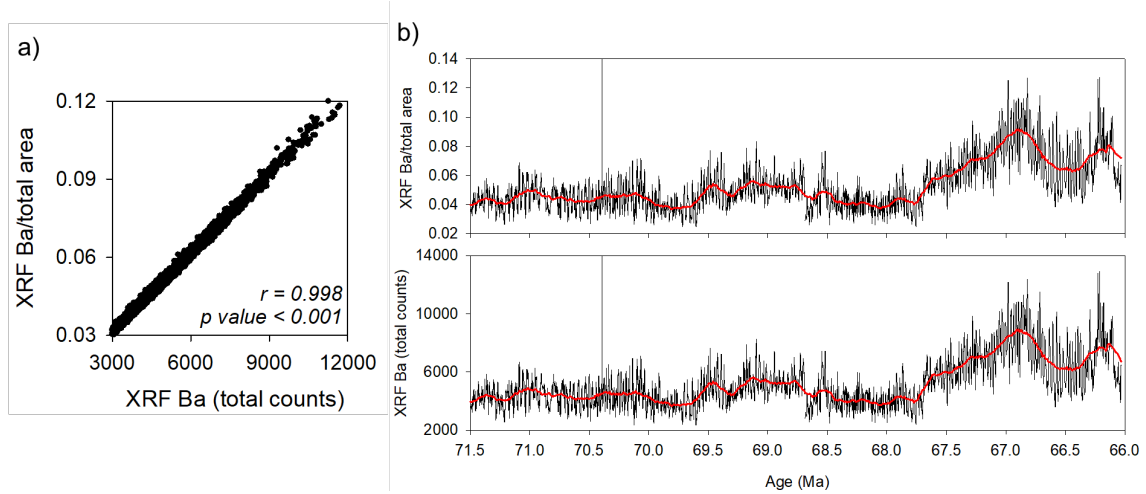 a)
XRF Ba/total area
0.12
0.09
0.06
0.03
r = 0.998
p value < 0.001
3000 6000 9000 12000
XRF Ba (total counts)
b)
XRF Ba/total area
0.14
0.12
0.10
0.08
0.06
0.04
0.02
XRF Ba (total counts)
14000
10000
6000
2000
71.5 71.0 70.5 70.0 69.5 69.0 68.5 68.0 67.5 67.0 66.5 66.0
Age (Ma)